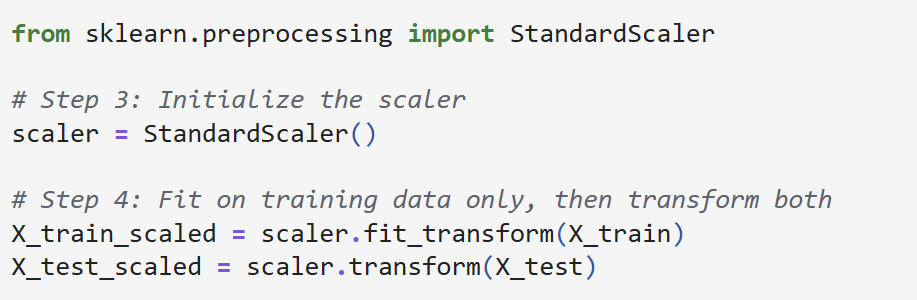 from sklearn.preprocessing import StandardScaler
# Step 3: Initialize the scaler
scaler = StandardScaler()
# Step 4: Fit on training data only, then transform both
X_train_scaled = scaler.fit_transform(X_train)
X_test_scaled = scaler.transform(X_test)